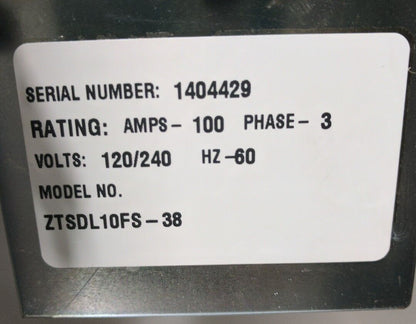 SERIAL NUMBER: 1404429
RATING: AMPS- 100 PHASE- 3
VOLTS: 120/240 HZ-60
MODEL NO.
ZTSDL10FS-38